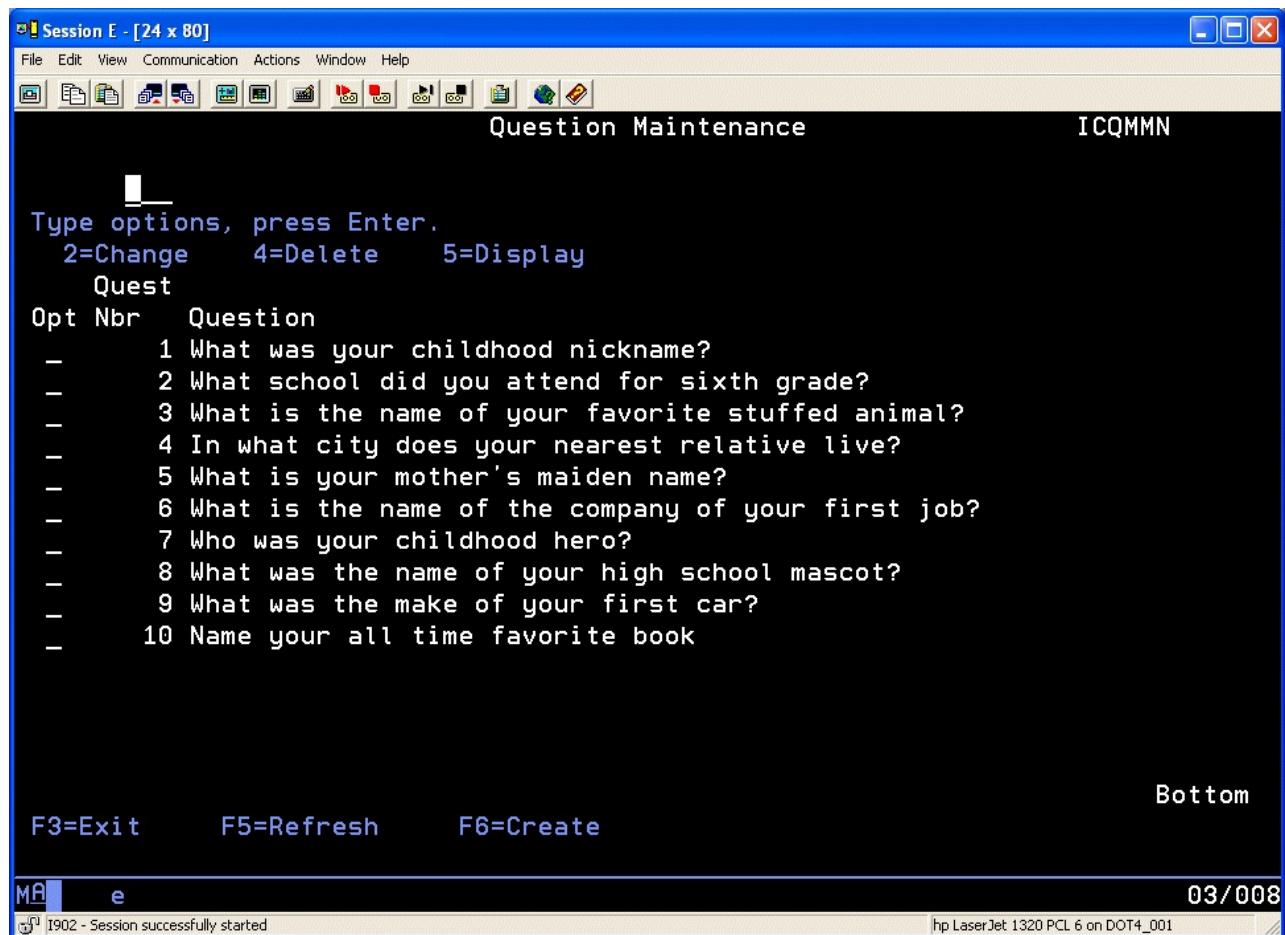 Session E - [24 x 80]
File Edit View Communication Actions Window Help
Question Maintenance ICQMMN
Type options, press Enter.
2=Change 4=Delete 5=Display
Quest
Opt Nbr Question
_ 1 What was your childhood nickname?
_ 2 What school did you attend for sixth grade?
_ 3 What is the name of your favorite stuffed animal?
_ 4 In what city does your nearest relative live?
_ 5 What is your mother's maiden name?
_ 6 What is the name of the company of your first job?
_ 7 Who was your childhood hero?
_ 8 What was the name of your high school mascot?
_ 9 What was the make of your first car?
_ 10 Name your all time favorite book
Bottom
F3=Exit F5=Refresh F6=Create
MA e 03/008
I902 - Session successfully started hp LaserJet 1320 PCL 6 on DOT4_001